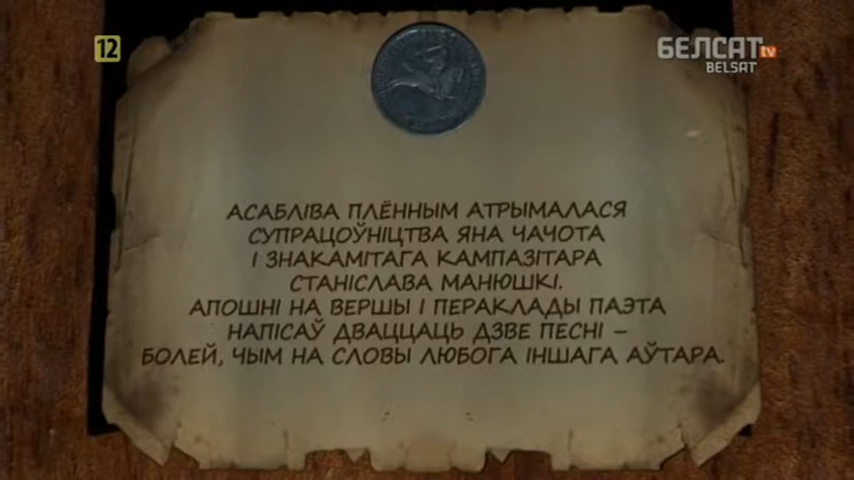 12
БЕЛСАТ tv
BELSAT
АСАБЛІВА ПЛЁННЫМ АТРЫМАЛАСЯ
СУПРАЦОЎНІЦТВА ЯНА ЧАЧОТА
І ЗНАКАМІТАГА КАМПАЗІТАРА
СТАНІСЛАВА МАНЮШКІ.
АПОШНІ НА ВЕРШЫ І ПЕРАКЛАДЫ ПАЭТА
НАПІСАЎ ДВАЦЦАЦЬ ДЗВЕ ПЕСНІ –
БОЛЕЙ, ЧЫМ НА СЛОВЫ ЛЮБОГА ІНШАГА АЎТАРА.